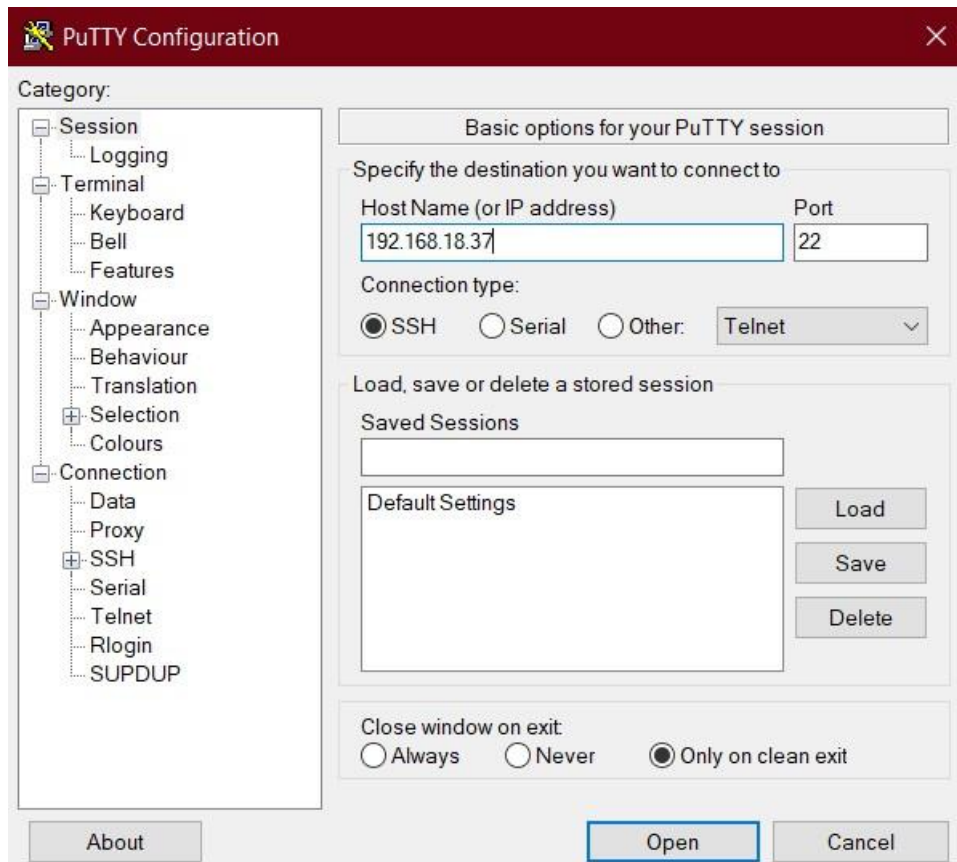 PuTTY Configuration
Category:
Session
Logging
Terminal
Keyboard
Bell
Features
Window
Appearance
Behaviour
Translation
Selection
Colours
Connection
Data
Proxy
SSH
Serial
Telnet
Rlogin
SUPDUP
Basic options for your PuTTY session
Specify the destination you want to connect to
Host Name (or IP address) Port
192.168.18.37 22
Connection type:
SSH Serial Other: Telnet
Load, save or delete a stored session
Saved Sessions
Default Settings
Load
Save
Delete
Close window on exit:
Always Never Only on clean exit
About Open Cancel